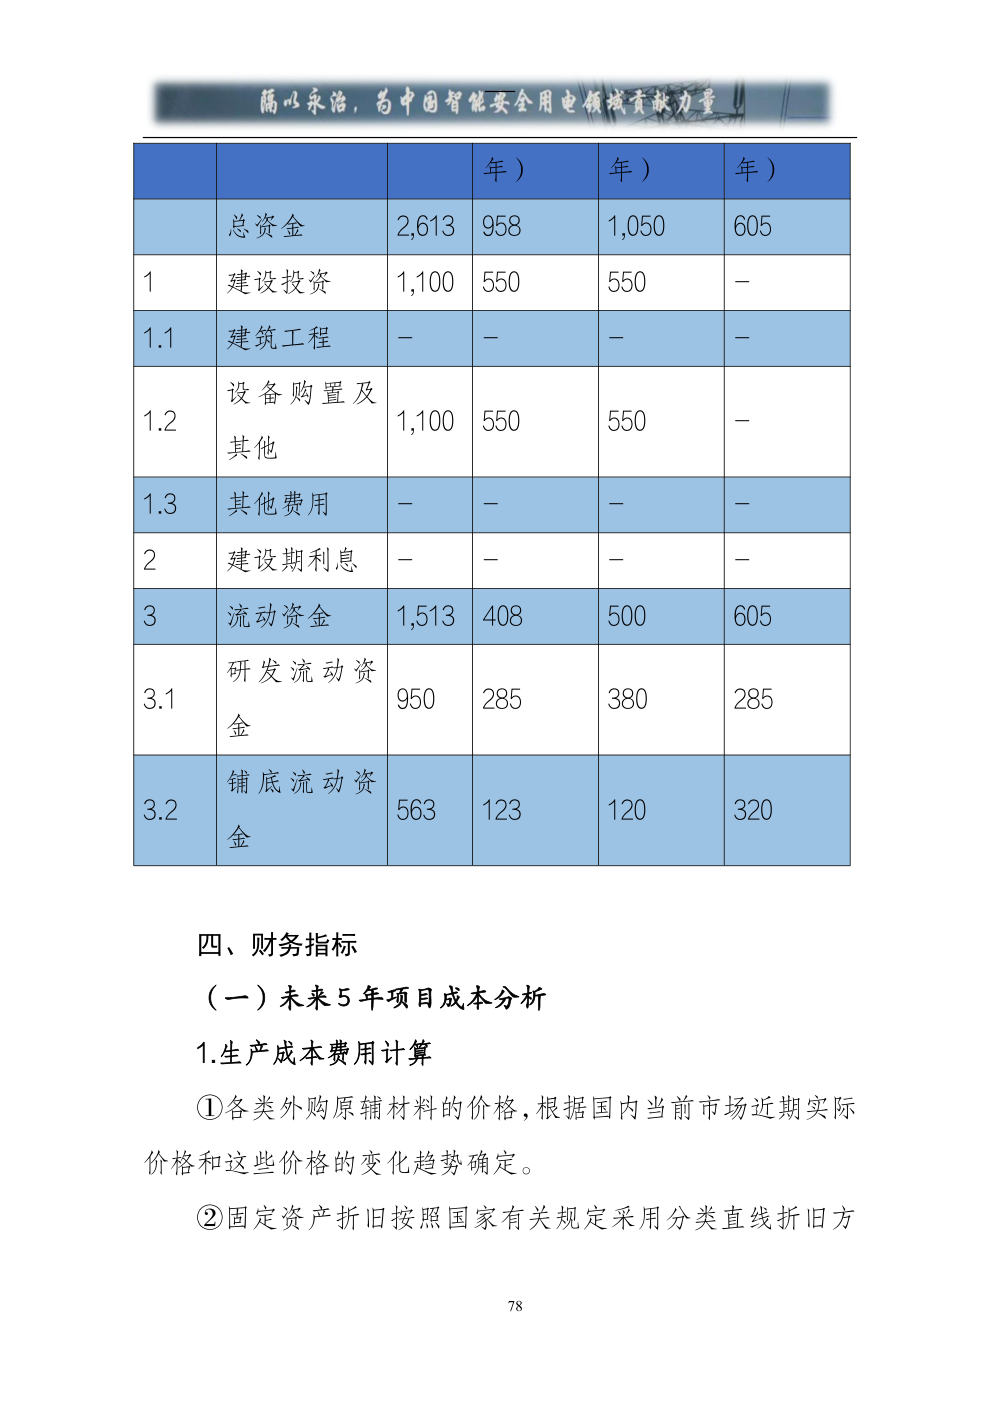 隔以永治，为中国智能安全用电领域贡献力量
年） 年） 年）
总资金 2,613 958 1,050 605
1 建设投资 1,100 550 550 –
1.1 建筑工程 – – – –
1.2 设备购置及其他 1,100 550 550 –
1.3 其他费用 – – – –
2 建设期利息 – – – –
3 流动资金 1,513 408 500 605
3.1 研发流动资金 950 285 380 285
3.2 铺底流动资金 563 123 120 320
四、财务指标
（一）未来5年项目成本分析
1.生产成本费用计算
①各类外购原辅材料的价格，根据国内当前市场近期实际
价格和这些价格的变化趋势确定。
②固定资产折旧按照国家有关规定采用分类直线折旧方
78